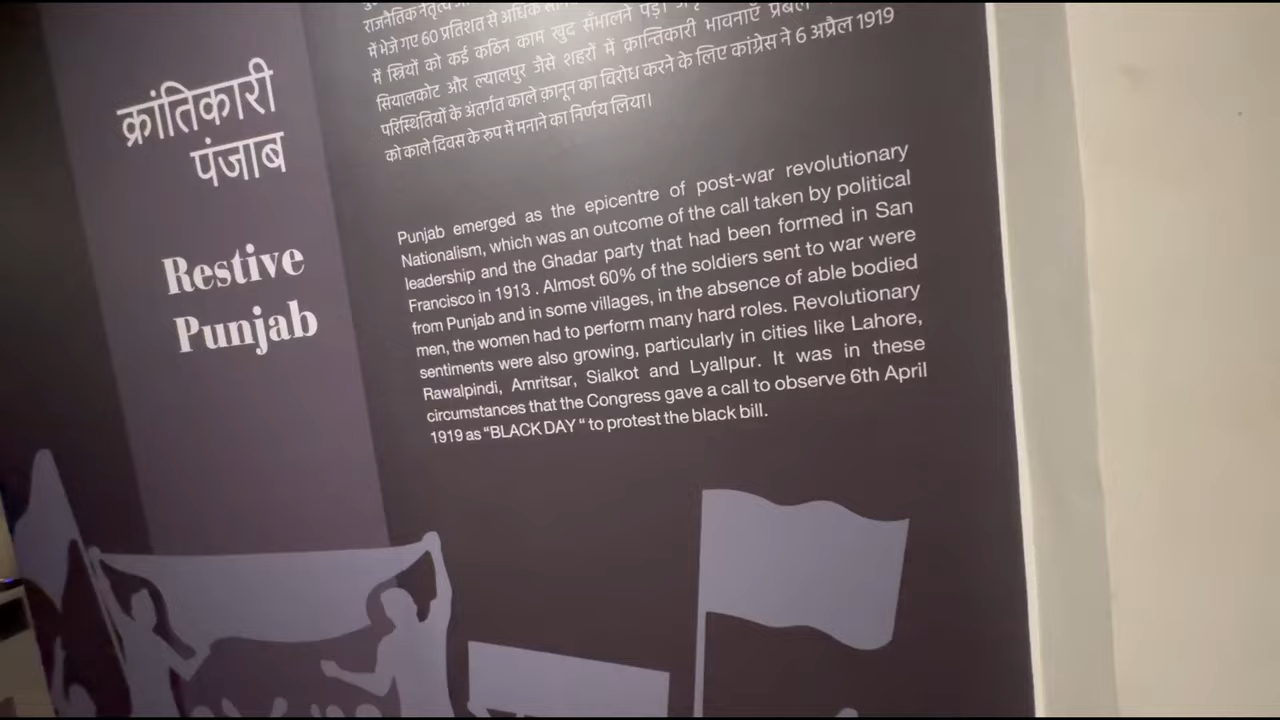 क्रांतिकारी
पंजाब
Restive
Punjab
राजनैतिक नेतृत्व
में भेजे गए 60 प्रतिशत से अधिक
में स्त्रियों को कई कठिन काम खुद सँभालने पड़े।
सियालकोट और ल्यालपुर जैसे शहरों में क्रान्तिकारी भावनाएँ प्रबल
परिस्थितियों के अंतर्गत काले क़ानून का विरोध करने के लिए कांग्रेस ने 6 अप्रैल 1919
को काले दिवस के रुप में मनाने का निर्णय लिया।
Punjab emerged as the epicentre of post-war revolutionary
Nationalism, which was an outcome of the call taken by political
leadership and the Ghadar party that had been formed in San
Francisco in 1913 . Almost 60% of the soldiers sent to war were
from Punjab and in some villages, in the absence of able bodied
men, the women had to perform many hard roles. Revolutionary
sentiments were also growing, particularly in cities like Lahore,
Rawalpindi, Amritsar, Sialkot and Lyallpur. It was in these
circumstances that the Congress gave a call to observe 6th April
1919 as “BLACK DAY “ to protest the black bill.